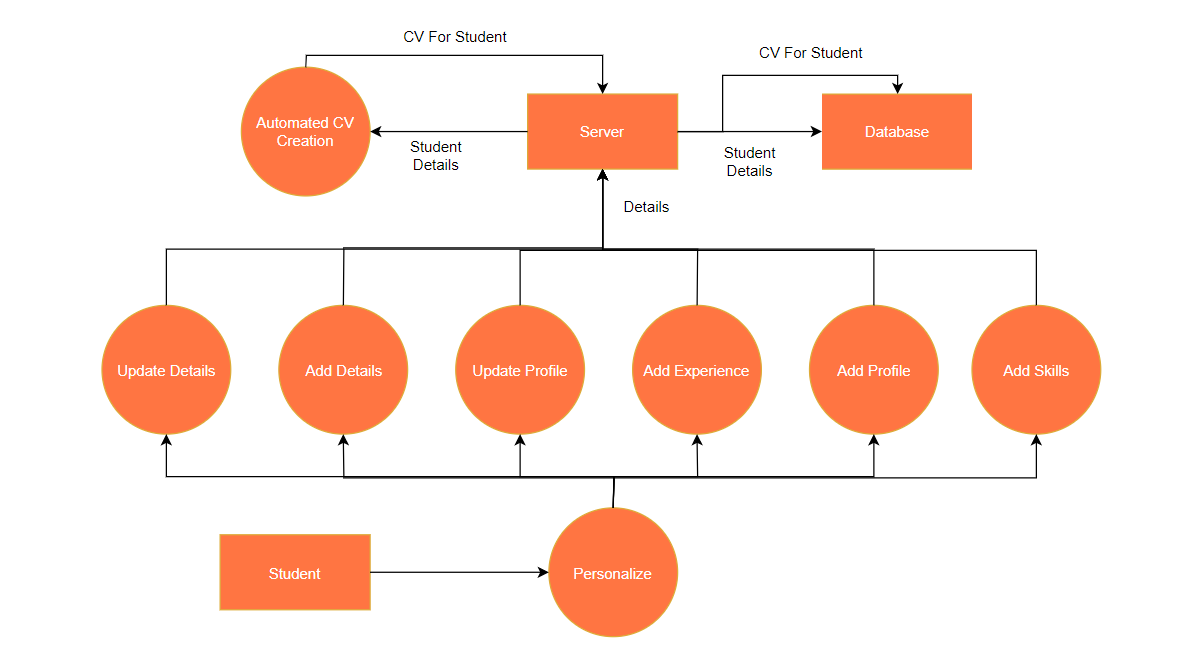 CV For Student
CV For Student
Automated CV
Creation
Server
Database
Student
Details
Student
Details
Details
Update Details
Add Details
Update Profile
Add Experience
Add Profile
Add Skills
Student
Personalize